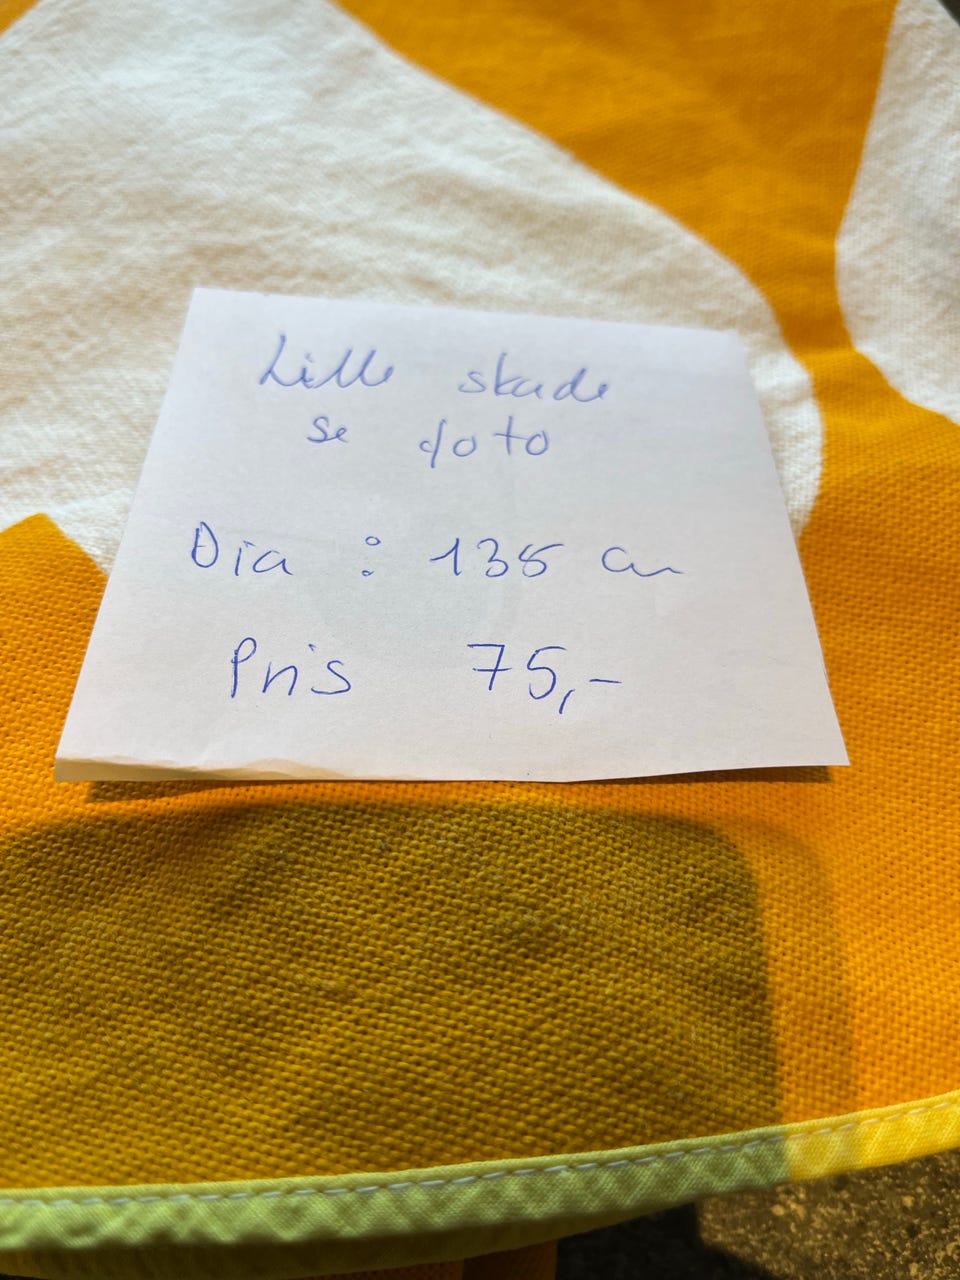 Lille skade
se foto
Dia : 138 cm
Pris 75,-